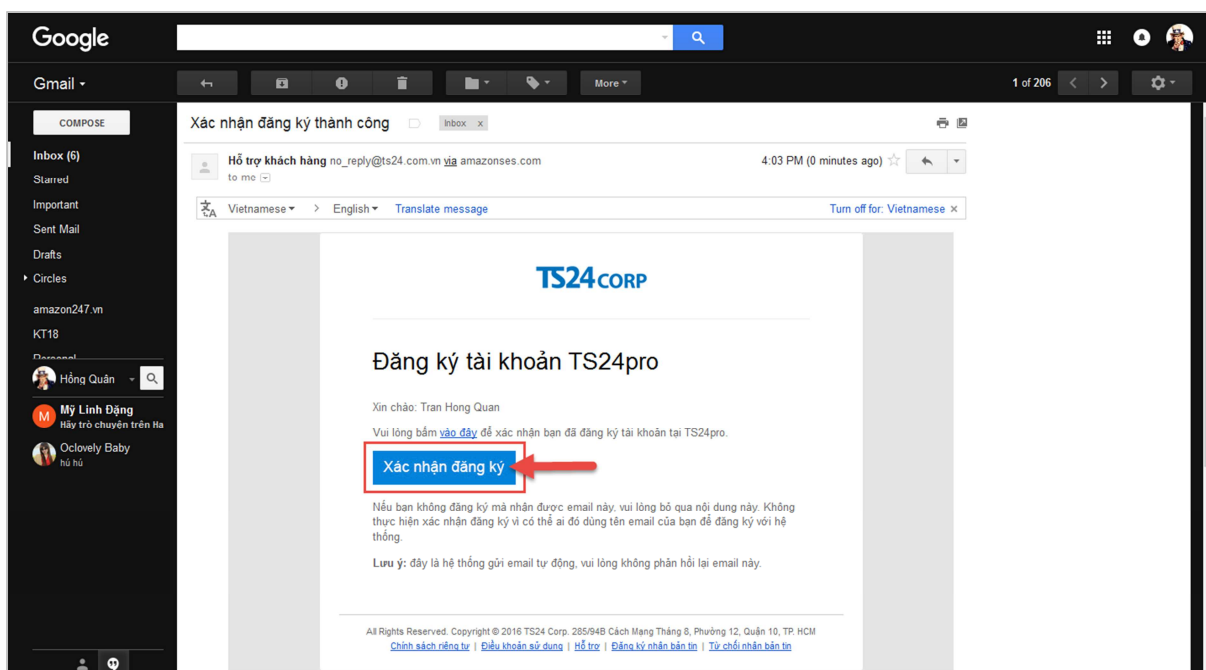 Google
Gmail
More
1 of 206
COMPOSE
Xác nhận đăng ký thành công
Inbox x
Inbox (6)
Hỗ trợ khách hàng no_reply@ts24.com.vn via amazonses.com
4:03 PM (0 minutes ago)
to me
Starred
Important
Vietnamese > English Translate message
Turn off for: Vietnamese ×
Sent Mail
Drafts
Circles
amazon247.vn
KT18
Personal
Hồng Quân
M
Mỹ Linh Đặng
Hãy trò chuyện trên Ha
Oclovely Baby
hú hú
TS24 CORP
Đăng ký tài khoản TS24pro
Xin chào: Tran Hong Quan
Vui lòng bấm vào đây để xác nhận bạn đã đăng ký tài khoản tại TS24pro.
Xác nhận đăng ký
Nếu bạn không đăng ký mà nhận được email này, vui lòng bỏ qua nội dung này. Không
thực hiện xác nhận đăng ký vì có thể ai đó dùng tên email của bạn để đăng ký với hệ
thống.
Lưu ý: đây là hệ thống gửi email tự động, vui lòng không phản hồi lại email này.
All Rights Reserved. Copyright © 2016 TS24 Corp. 285/94B Cách Mạng Tháng 8, Phường 12, Quận 10, TP. HCM
Chính sách riêng tư | Điều khoản sử dụng | Hỗ trợ | Đăng ký nhận bản tin | Từ chối nhận bản tin